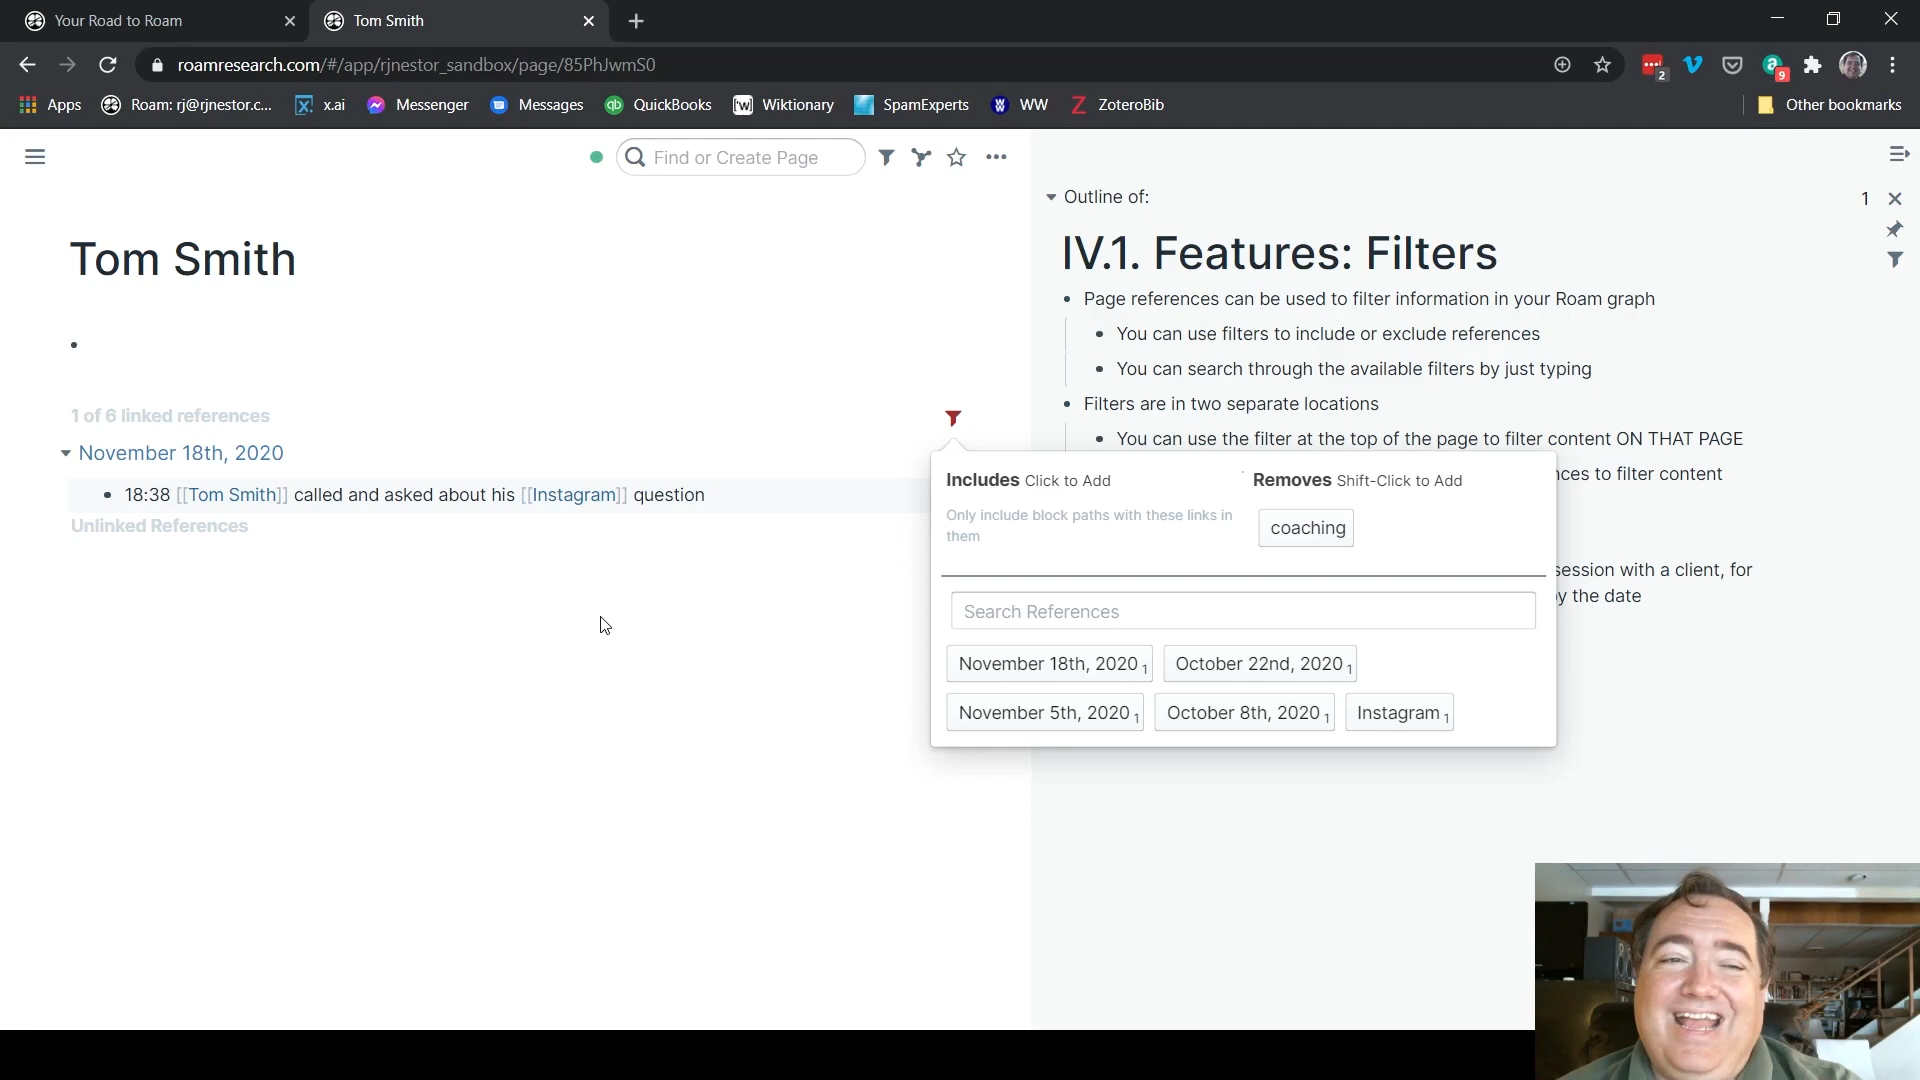 Your Road to Roam
Tom Smith
roamresearch.com/#/app/rjnestor_sandbox/page/85PhJwmS0
2
9
Apps
Roam: rj@rjnestor.c...
x.ai
Messenger
Messages
QuickBooks
Wiktionary
SpamExperts
WW
ZoteroBib
Other bookmarks
Find or Create Page
Tom Smith
1 of 6 linked references
November 18th, 2020
18:38 [[Tom Smith]] called and asked about his [[Instagram]] question
Unlinked References
Outline of:
1
IV.1. Features: Filters
Page references can be used to filter information in your Roam graph
You can use filters to include or exclude references
You can search through the available filters by just typing
Filters are in two separate locations
You can use the filter at the top of the page to filter content ON THAT PAGE
nces to filter content
session with a client, for
y the date
Includes Click to Add
Only include block paths with these links in
them
Removes Shift-Click to Add
coaching
Search References
November 18th, 2020 1
October 22nd, 2020 1
November 5th, 2020 1
October 8th, 2020 1
Instagram 1